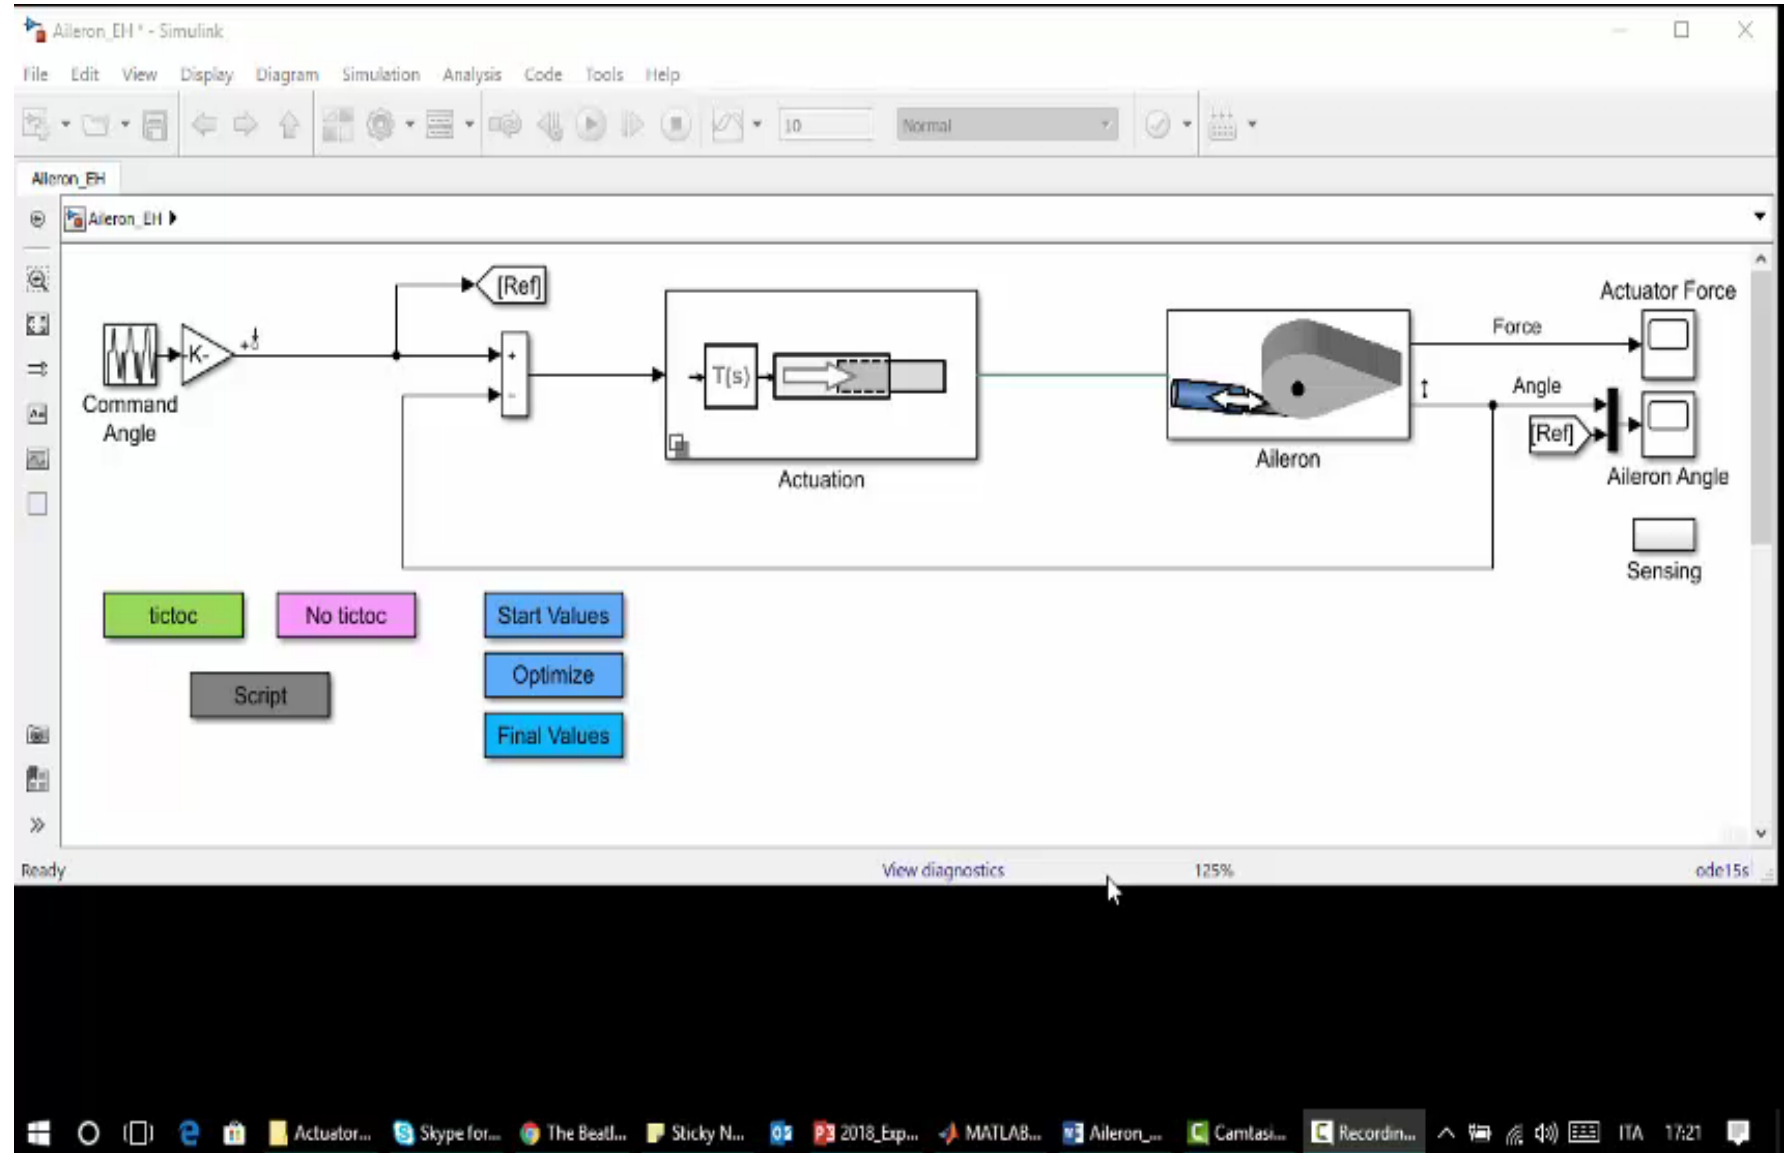 Aileron_EH * - Simulink
File Edit View Display Diagram Simulation Analysis Code Tools Help
10 Normal
Aileron_EH
Aileron_EH
[Ref]
Actuator Force
Force
-K-
+
-
T(s)
Angle
[Ref]
Command
Angle
Actuation
Aileron
Aileron Angle
Sensing
tictoc No tictoc Start Values
Optimize
Script
Final Values
Ready View diagnostics 125% ode15s
Actuator... Skype for... The Beatl... Sticky N... 2018_Exp... MATLAB... Aileron_... Camtasi... Recordin... ITA 17:21